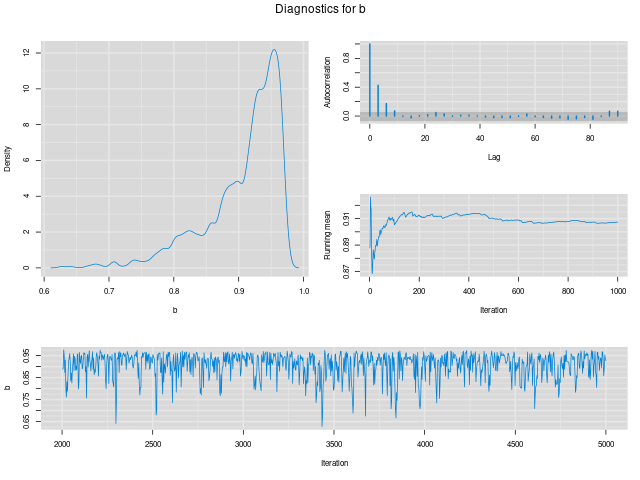 Diagnostics for b
Density
0 2 4 6 8 10 12
0.6 0.7 0.8 0.9 1.0
b
Autocorrelation
0.0 0.4 0.8
0 20 40 60 80
Lag
Running mean
0.87 0.89 0.91
0 200 400 600 800 1000
Iteration
b
0.65 0.75 0.85 0.95
2000 2500 3000 3500 4000 4500 5000
Iteration